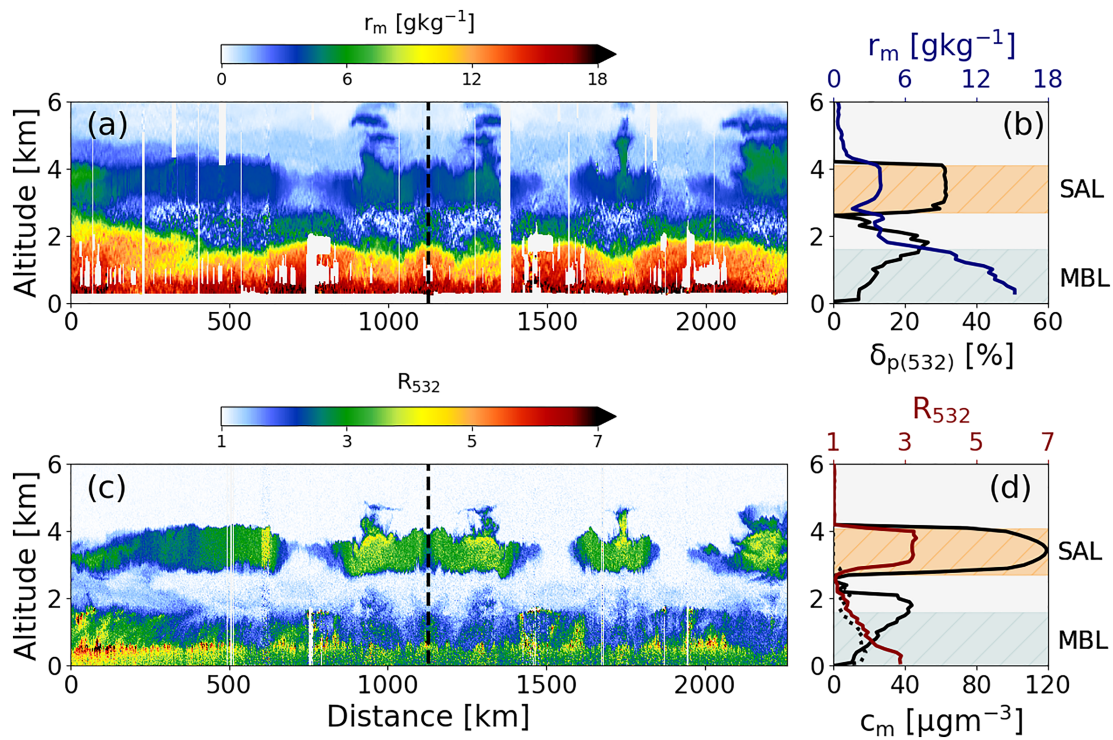 r_m [gkg⁻¹]
0 6 12 18
(a)
Altitude [km]
6
4
2
0
0 500 1000 1500 2000
r_m [gkg⁻¹]
0 6 12 18
(b)
6
4
2
0
SAL
MBL
0 20 40 60
δ_p(532) [%]
R_532
1 3 5 7
(c)
Altitude [km]
6
4
2
0
0 500 1000 1500 2000
Distance [km]
R_532
1 3 5 7
(d)
6
4
2
0
SAL
MBL
0 40 80 120
c_m [μgm⁻³]